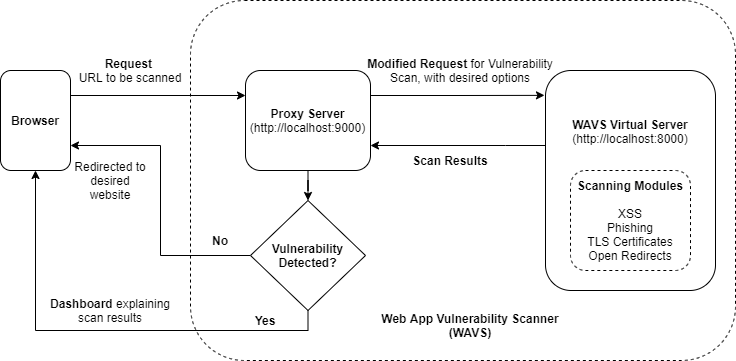 Request
URL to be scanned
Modified Request for Vulnerability
Scan, with desired options
Browser
Proxy Server
(http://localhost:9000)
WAVS Virtual Server
(http://localhost:8000)
Scan Results
Redirected to
desired
website
Scanning Modules
XSS
Phishing
TLS Certificates
Open Redirects
No
Vulnerability
Detected?
Dashboard explaining
scan results
Yes
Web App Vulnerability Scanner
(WAVS)